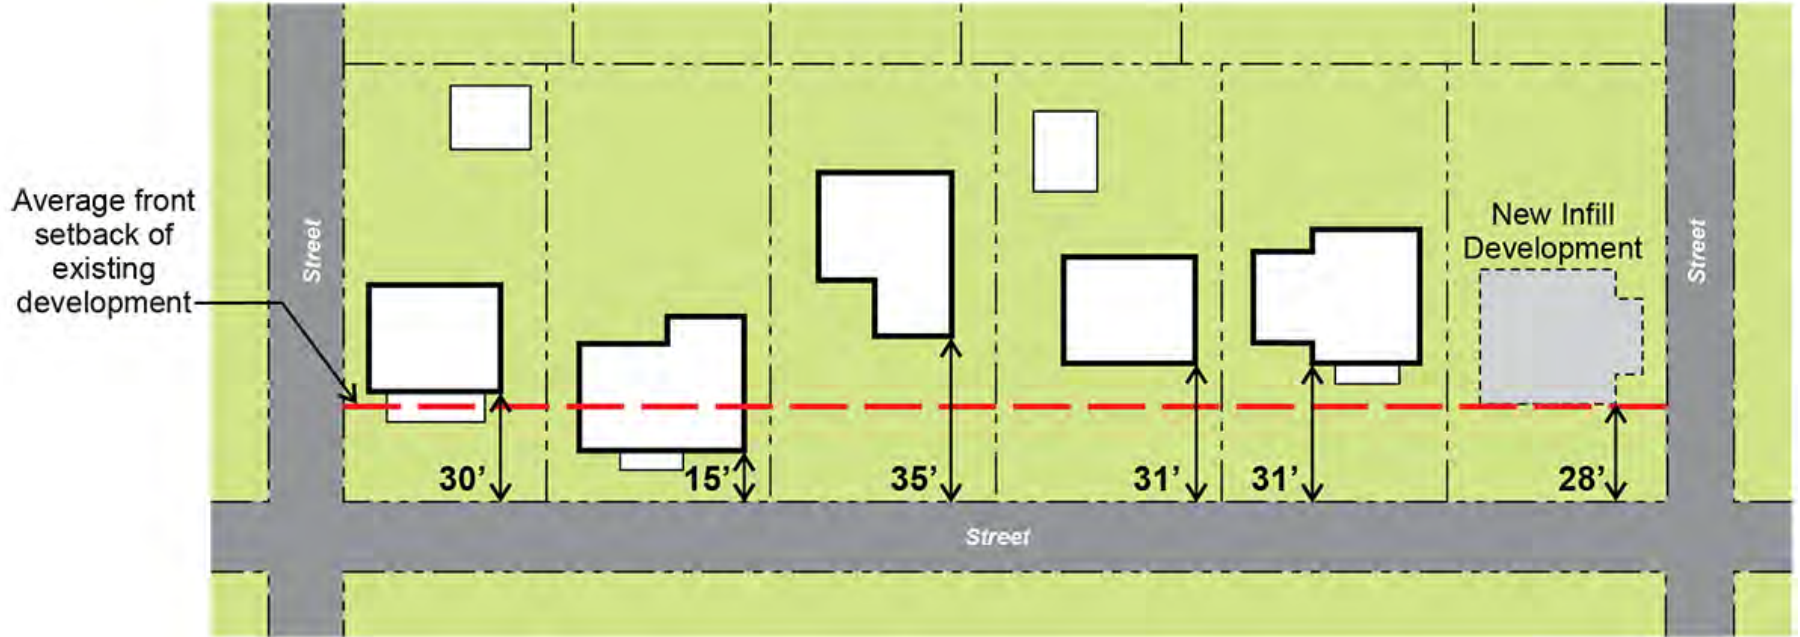 Average front
setback of
existing
development
Street
New Infill
Development
Street
30’
15’
35’
31’
31’
28’
Street